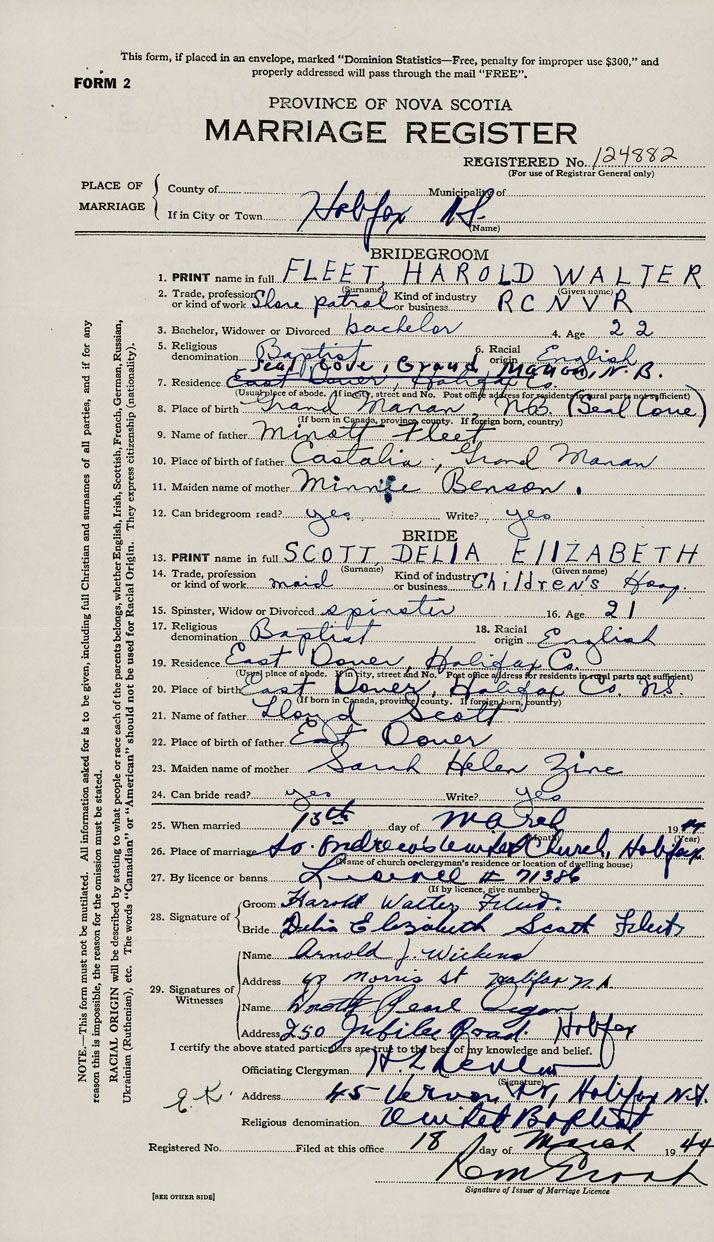 This form, if placed in an envelope, marked “Dominion Statistics—Free, penalty for improper use $300,” and
properly addressed will pass through the mail “FREE”.
FORM 2
PROVINCE OF NOVA SCOTIA
MARRIAGE REGISTER
REGISTERED No. 124882
(For use of Registrar General only)
PLACE OF MARRIAGE
County of Municipality of
If in City or Town Halifax N.S.
(Name)
BRIDEGROOM
1. PRINT name in full FLEET, HAROLD WALTER
(Surname) (Given name)
2. Trade, profession or kind of work Shore patrol Kind of industry or business R C N V R
3. Bachelor, Widower or Divorced bachelor 4. Age 22
5. Religious denomination Baptist 6. Racial origin English
Seal Cove, Grand Manan, N.B.
7. Residence East Dover, Halifax Co.
(Usual place of abode. If in city, street and No. Post office address for residents in rural parts not sufficient)
8. Place of birth Grand Manan, N.B. (Seal Cove)
(If born in Canada, province, county. If foreign born, country)
9. Name of father Minott Fleet
10. Place of birth of father Castalia, Grand Manan
11. Maiden name of mother Minnie Benson.
12. Can bridegroom read? yes Write? yes
BRIDE
13. PRINT name in full SCOTT, DELIA ElIZABETH
(Surname) (Given name)
14. Trade, profession or kind of work maid Kind of industry or business Children's Hosp.
15. Spinster, Widow or Divorced spinster 16. Age 21
17. Religious denomination Baptist 18. Racial origin English
19. Residence East Dover, Halifax Co.
(Usual place of abode. If in city, street and No. Post office address for residents in rural parts not sufficient)
20. Place of birth East Dover, Halifax Co. N.S.
(If born in Canada, province, county. If foreign born, country)
21. Name of father Lloyd Scott
22. Place of birth of father East Dover
23. Maiden name of mother Sarah Helen Zinc
24. Can bride read? yes Write? yes
25. When married 13th day of March 1944
(Month) (Year)
26. Place of marriage St. Andrew's United Church, Halifax
(Name of church or clergyman's residence or location of dwelling house)
27. By licence or banns License # 71386
(If by licence, give number)
28. Signature of
Groom Harold Walter Fleet.
Bride Delia Elizabeth Scott Fleet
29. Signatures of Witnesses
Name Arnold J. Wickens
Address Morris St Halifax N.S.
Name Pearl
Address 250 Jubilee Road. Halifax
I certify the above stated particulars are true to the best of my knowledge and belief.
Officiating Clergyman
(Signature)
E.K. Address 45 Vernon St, Halifax N.S.
Religious denomination United Baptist
Registered No. Filed at this office 18 day of March 1944
Signature of Issuer of Marriage Licence
[SEE OTHER SIDE]
NOTE.—This form must not be mutilated. All information asked for is to be given, including full Christian and surnames of all parties, and if for any
reason this is impossible, the reason for the omission must be stated.
RACIAL ORIGIN will be described by stating to what people or race each of the parents belongs, whether English, Irish, Scottish, French, German, Russian,
Ukrainian (Ruthenian), etc. The words “Canadian” or “American” should not be used for Racial Origin. They express citizenship (nationality).